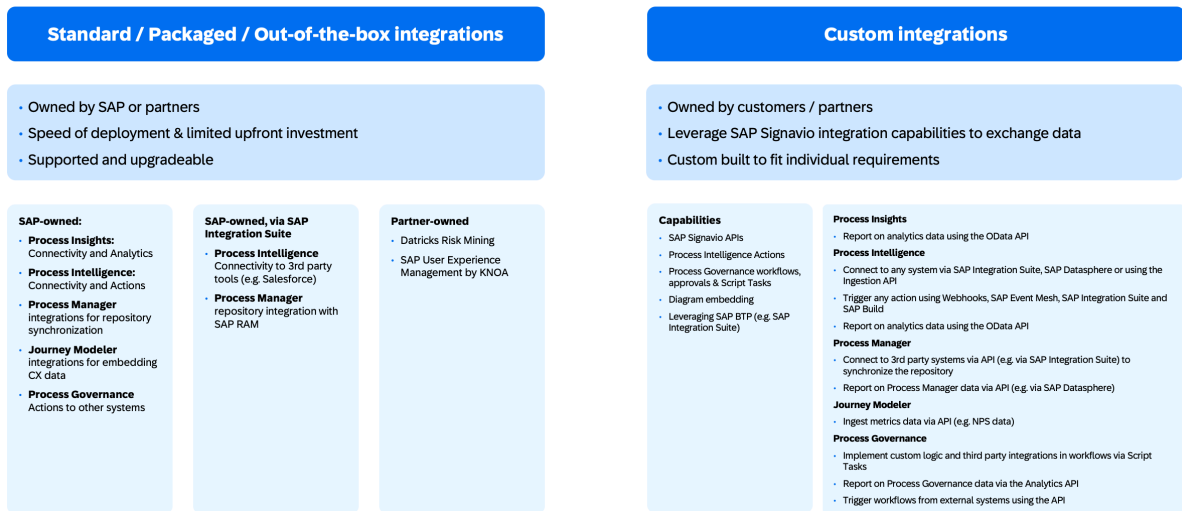 Standard / Packaged / Out-of-the-box integrations
• Owned by SAP or partners
• Speed of deployment & limited upfront investment
• Supported and upgradeable
SAP-owned:
• Process Insights:
Connectivity and Analytics
• Process Intelligence:
Connectivity and Actions
• Process Manager
integrations for repository
synchronization
• Journey Modeler
integrations for embedding
CX data
• Process Governance
Actions to other systems
SAP-owned, via SAP
Integration Suite
• Process Intelligence
Connectivity to 3rd party
tools (e.g. Salesforce)
• Process Manager
repository integration with
SAP RAM
Partner-owned
• Datricks Risk Mining
• SAP User Experience
Management by KNOA
Custom integrations
• Owned by customers / partners
• Leverage SAP Signavio integration capabilities to exchange data
• Custom built to fit individual requirements
Capabilities
• SAP Signavio APIs
• Process Intelligence Actions
• Process Governance workflows,
approvals & Script Tasks
• Diagram embedding
• Leveraging SAP BTP (e.g. SAP
Integration Suite)
Process Insights
• Report on analytics data using the OData API
Process Intelligence
• Connect to any system via SAP Integration Suite, SAP Datasphere or using the
Ingestion API
• Trigger any action using Webhooks, SAP Event Mesh, SAP Integration Suite and
SAP Build
• Report on analytics data using the OData API
Process Manager
• Connect to 3rd party systems via API (e.g. via SAP Integration Suite) to
synchronize the repository
• Report on Process Manager data via API (e.g. via SAP Datasphere)
Journey Modeler
• Ingest metrics data via API (e.g. NPS data)
Process Governance
• Implement custom logic and third party integrations in workflows via Script
Tasks
• Report on Process Governance data via the Analytics API
• Trigger workflows from external systems using the API